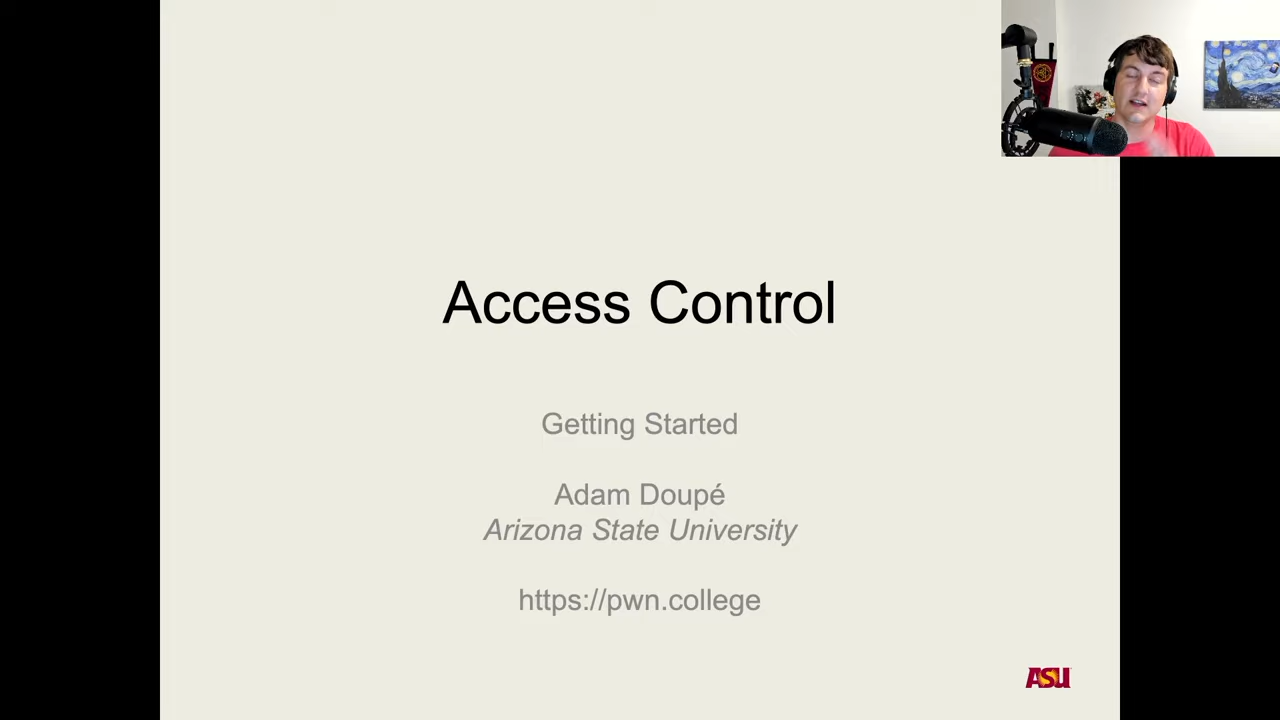 Access Control
Getting Started
Adam Doupé
Arizona State University
https://pwn.college
ASU